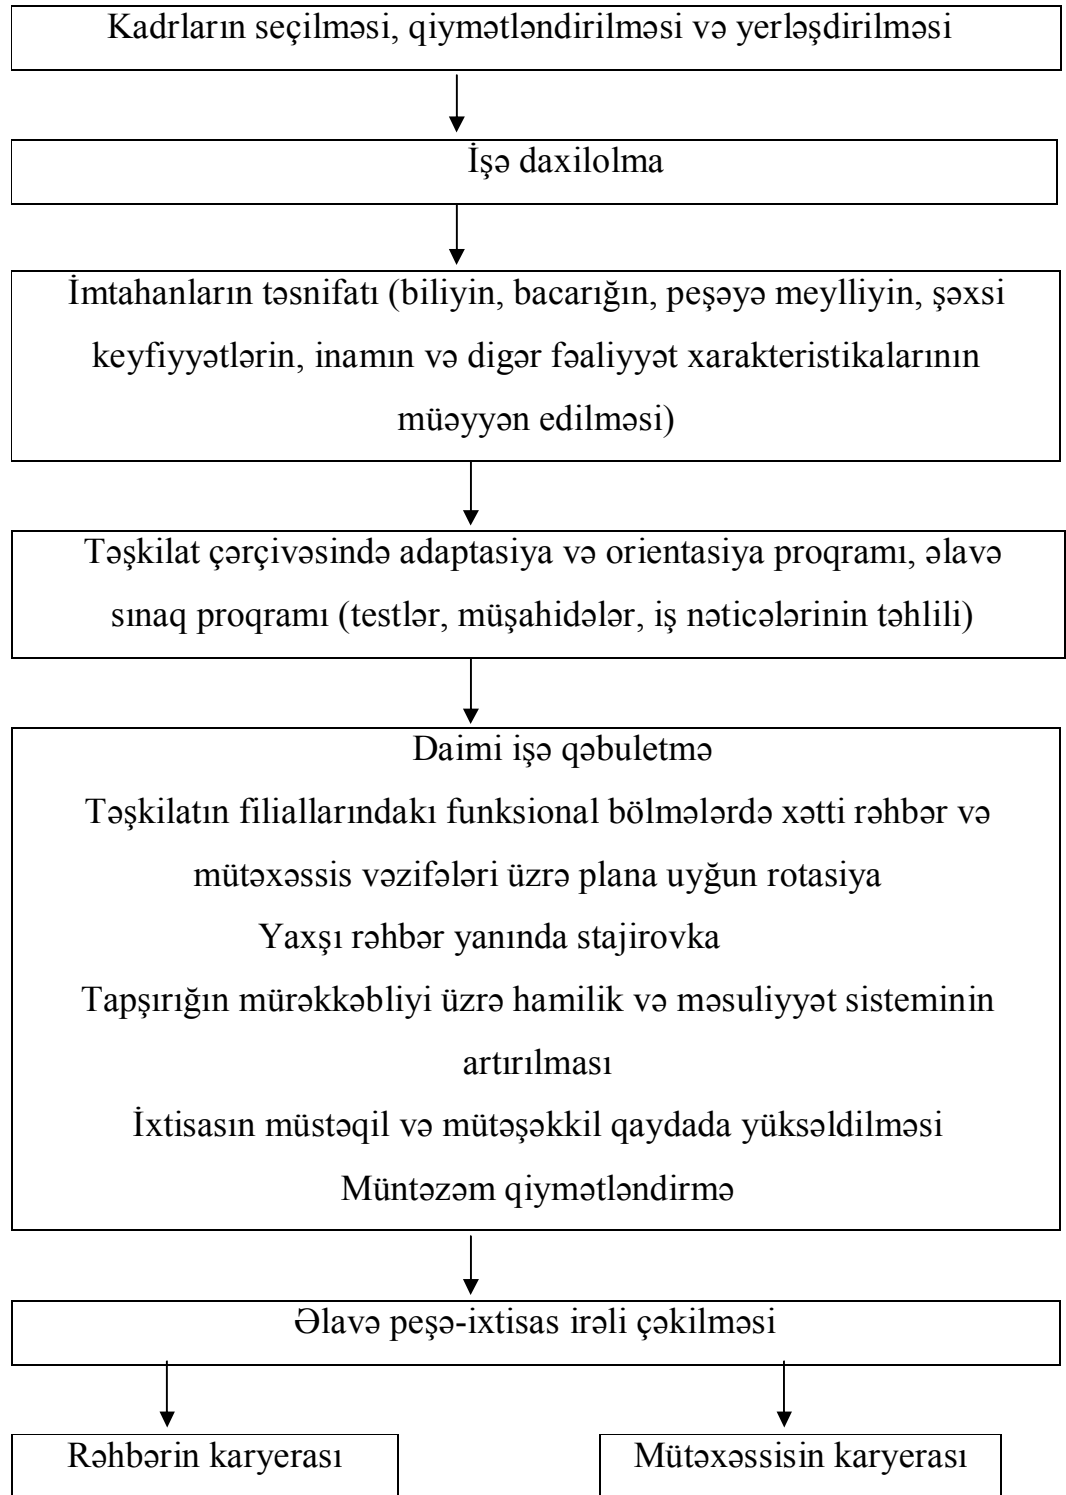 Kadrların seçilməsi, qiymətləndirilməsi və yerləşdirilməsi
İşə daxilolma
İmtahanların təsnifatı (biliyin, bacarığın, peşəyə meylliyin, şəxsi
keyfiyyətlərin, inamın və digər fəaliyyət xarakteristikalarının
müəyyən edilməsi)
Təşkilat çərçivəsində adaptasiya və orientasiya proqramı, əlavə
sınaq proqramı (testlər, müşahidələr, iş nəticələrinin təhlili)
Daimi işə qəbuletmə
Təşkilatın filiallarındakı funksional bölmələrdə xətti rəhbər və
mütəxəssis vəzifələri üzrə plana uyğun rotasiya
Yaxşı rəhbər yanında stajirovka
Tapşırığın mürəkkəbliyi üzrə hamilik və məsuliyyət sisteminin
artırılması
İxtisasın müstəqil və mütəşəkkil qaydada yüksəldilməsi
Müntəzəm qiymətləndirmə
Əlavə peşə-ixtisas irəli çəkilməsi
Rəhbərin karyerası
Mütəxəssisin karyerası